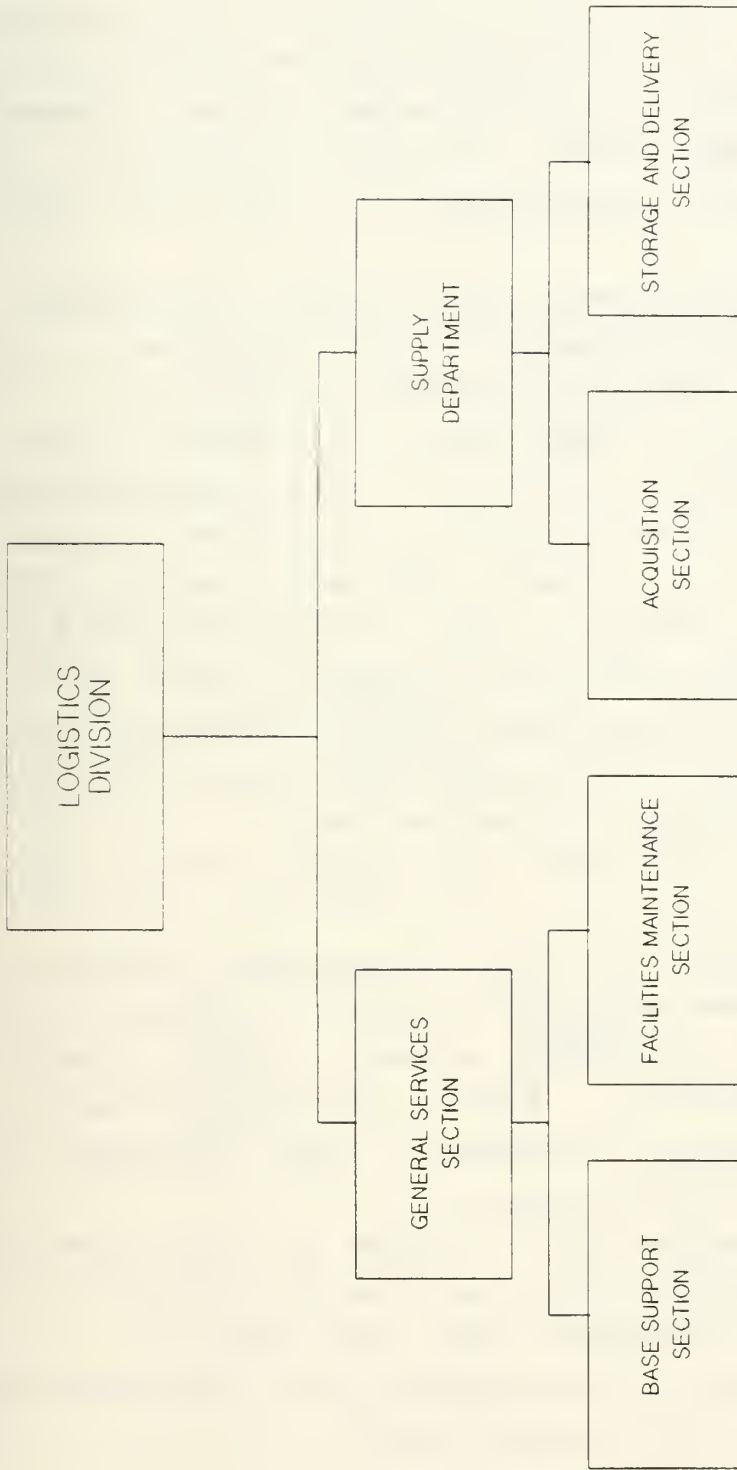 LOGISTICS
DIVISION
GENERAL SERVICES
SECTION
SUPPLY
DEPARTMENT
BASE SUPPORT
SECTION
FACILITIES MAINTENANCE
SECTION
ACQUISITION
SECTION
STORAGE AND DELIVERY
SECTION